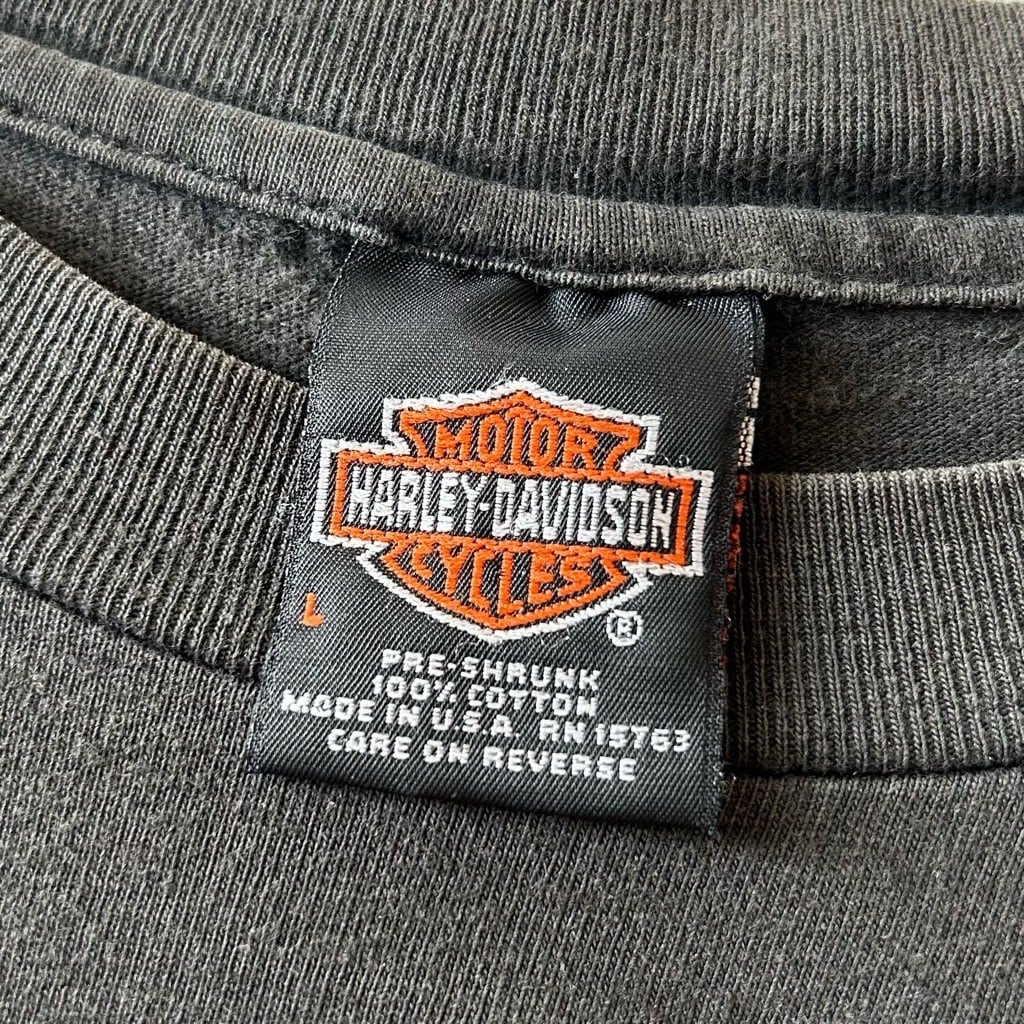 MOTOR
HARLEY-DAVIDSON
CYCLES
L
®
PRE-SHRUNK
100% COTTON
MADE IN U.S.A. RN 15763
CARE ON REVERSE